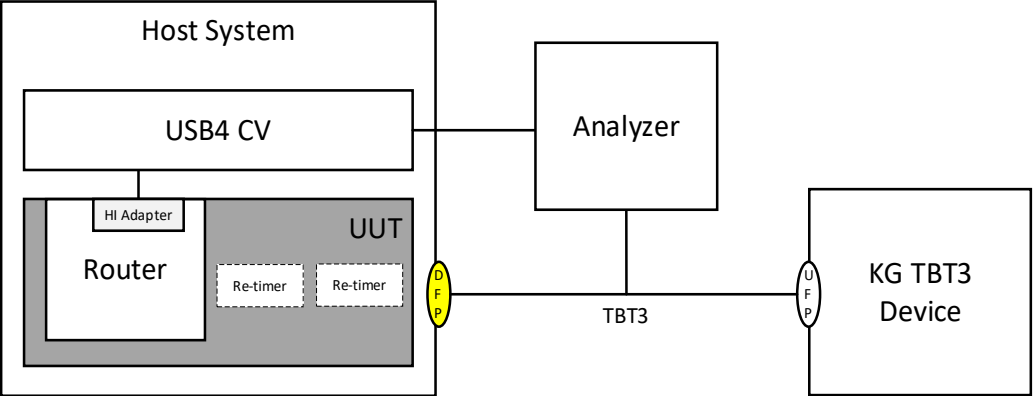 Host System
USB4 CV
Analyzer
HI Adapter
UUT
Router
Re-timer
Re-timer
D
F
P
TBT3
U
F
P
KG TBT3
Device